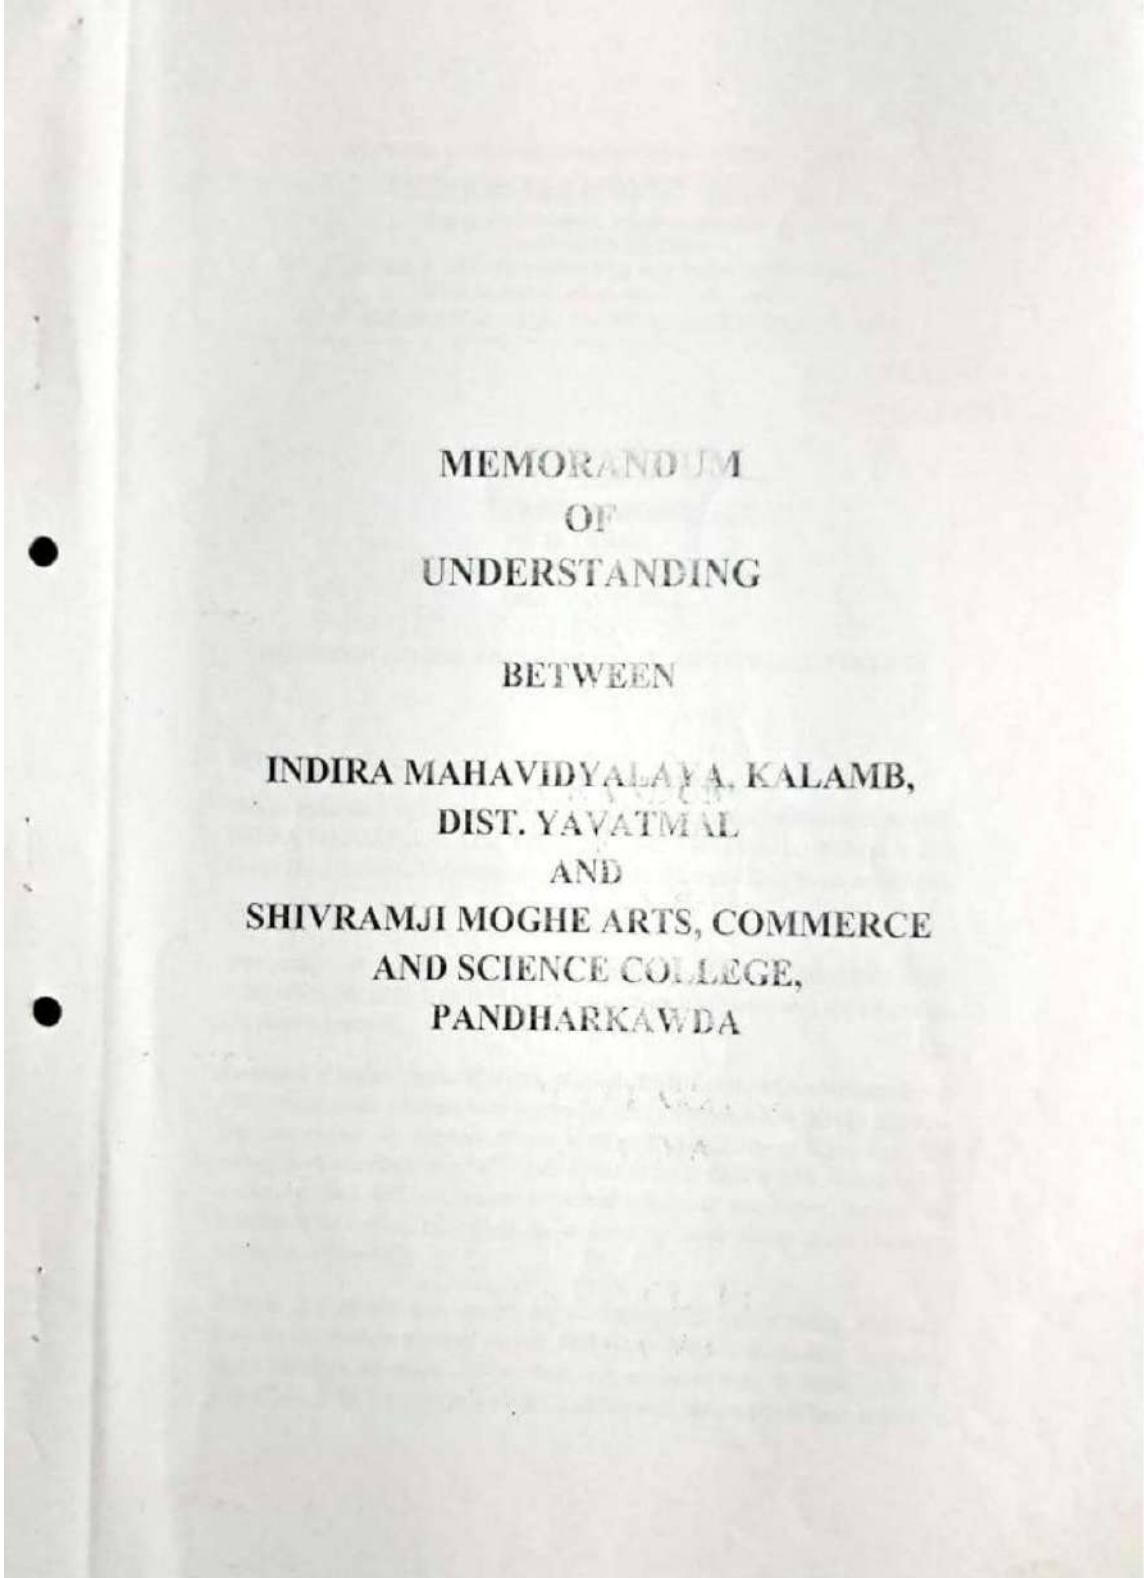 MEMORANDUM
OF
UNDERSTANDING
BETWEEN
INDIRA MAHAVIDYALAYA, KALAMB,
DIST. YAVATMAL
AND
SHIVRAMJI MOGHE ARTS, COMMERCE
AND SCIENCE COLLEGE,
PANDHARKAWDA